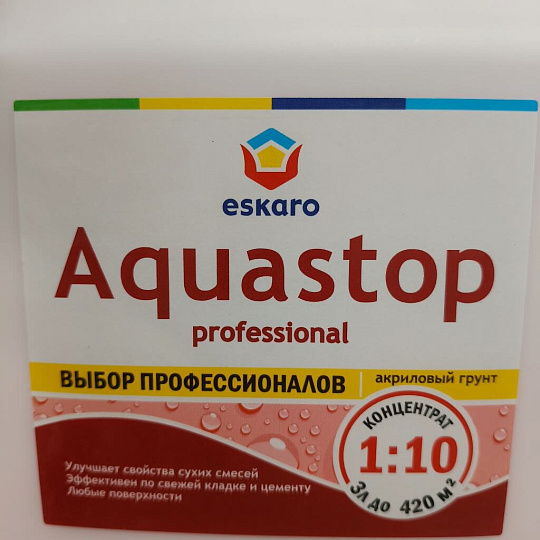 eskaro
Aquastop
professional
ВЫБОР ПРОФЕССИОНАЛОВ
акриловый грунт
КОНЦЕНТРАТ
1:10
3л до 420 м²
Улучшает свойства сухих смесей
Эффективен по свежей кладке и цементу
Любые поверхности